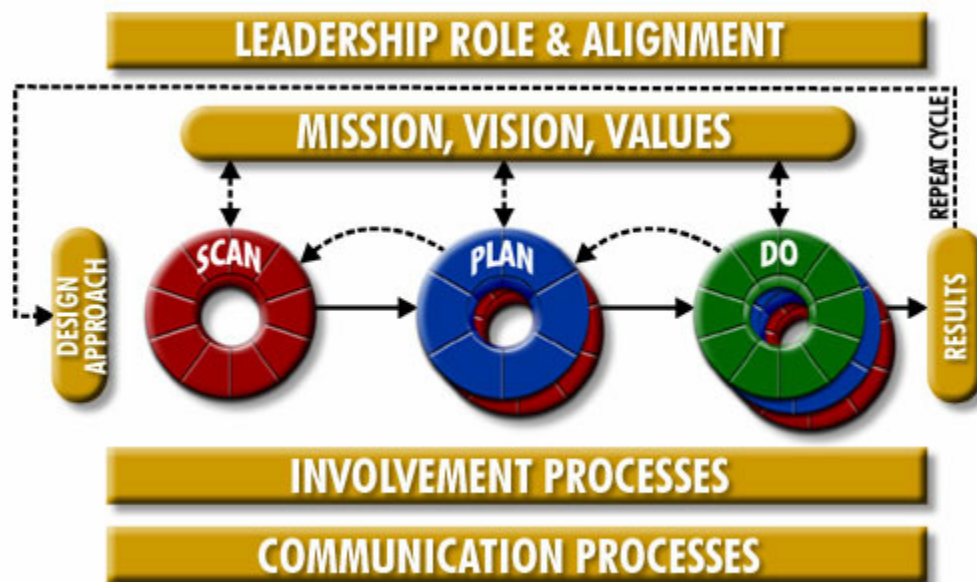 LEADERSHIP ROLE & ALIGNMENT
MISSION, VISION, VALUES
REPEAT CYCLE
SCAN
PLAN
DO
DESIGN
APPROACH
RESULTS
INVOLVEMENT PROCESSES
COMMUNICATION PROCESSES